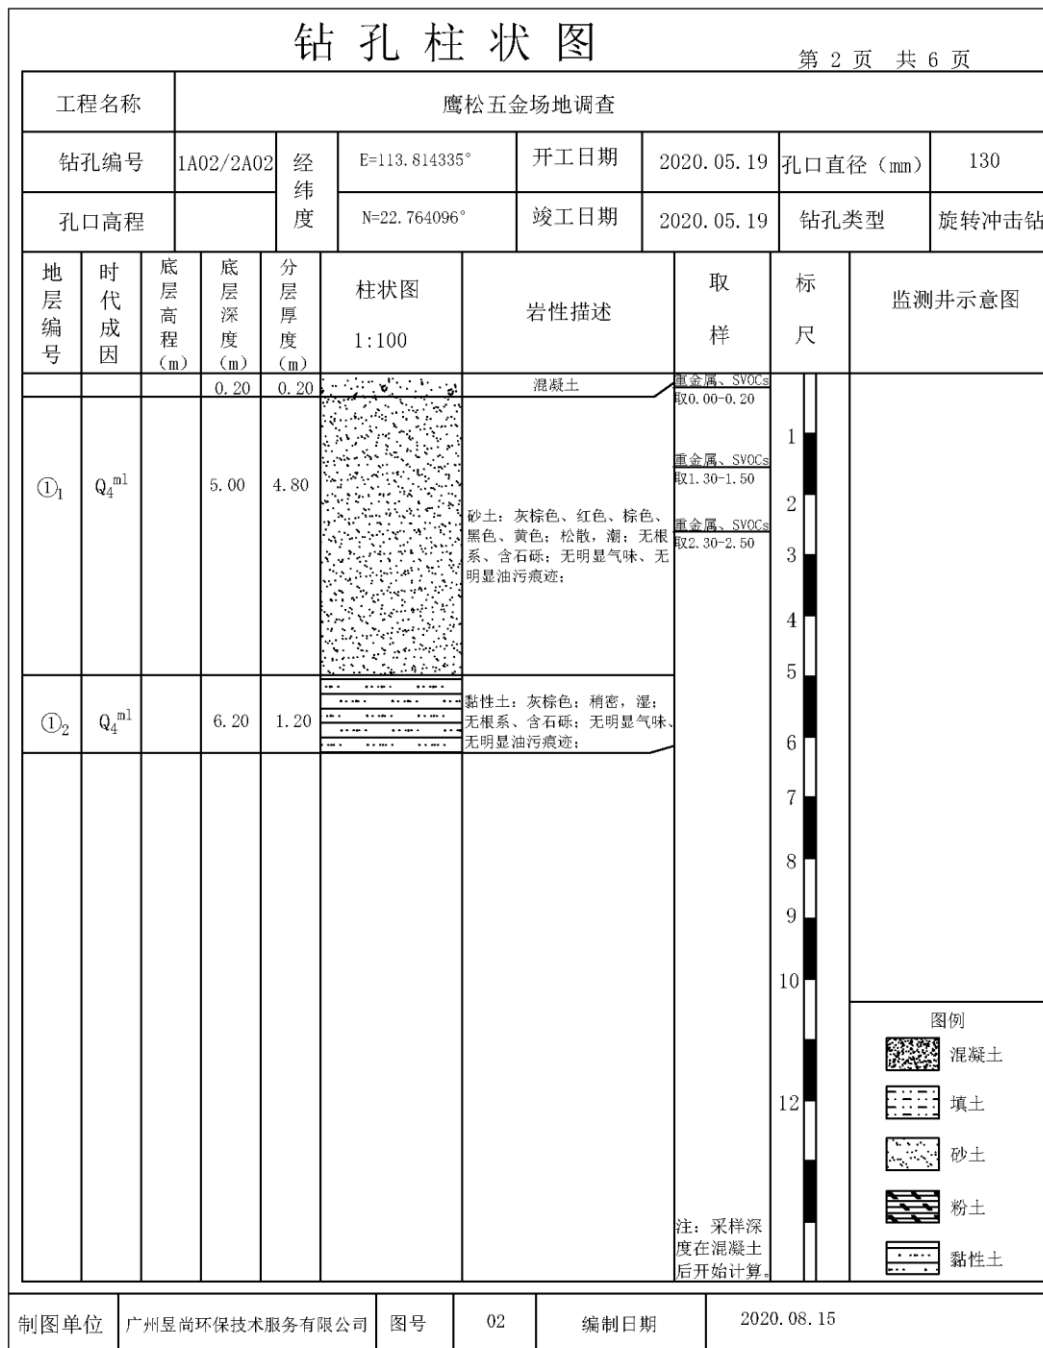 钻孔柱状图
第 2 页 共 6 页
工程名称
鹰松五金场地调查
钻孔编号
1A02/2A02
经纬度
E=113.814335°
开工日期
2020.05.19
孔口直径（mm）
130
孔口高程
N=22.764096°
竣工日期
2020.05.19
钻孔类型
旋转冲击钻
地层编号
时代成因
底层高程(m)
底层深度(m)
分层厚度(m)
柱状图
1:100
岩性描述
取样
标尺
监测井示意图
0.20
0.20
混凝土
重金属、SVOCs
取0.00-0.20
1
重金属、SVOCs
取1.30-1.50
①1
Q4ml
5.00
4.80
2
砂土：灰棕色、红色、棕色、
黑色、黄色；松散，潮；无根
系、含石砾；无明显气味、无
明显油污痕迹；
重金属、SVOCs
取2.30-2.50
3
4
5
①2
Q4ml
6.20
1.20
黏性土：灰棕色；稍密，湿；
无根系、含石砾；无明显气味、
无明显油污痕迹；
6
7
8
9
10
12
图例
混凝土
填土
砂土
粉土
黏性土
注：采样深
度在混凝土
后开始计算。
制图单位
广州昱尚环保技术服务有限公司
图号
02
编制日期
2020.08.15